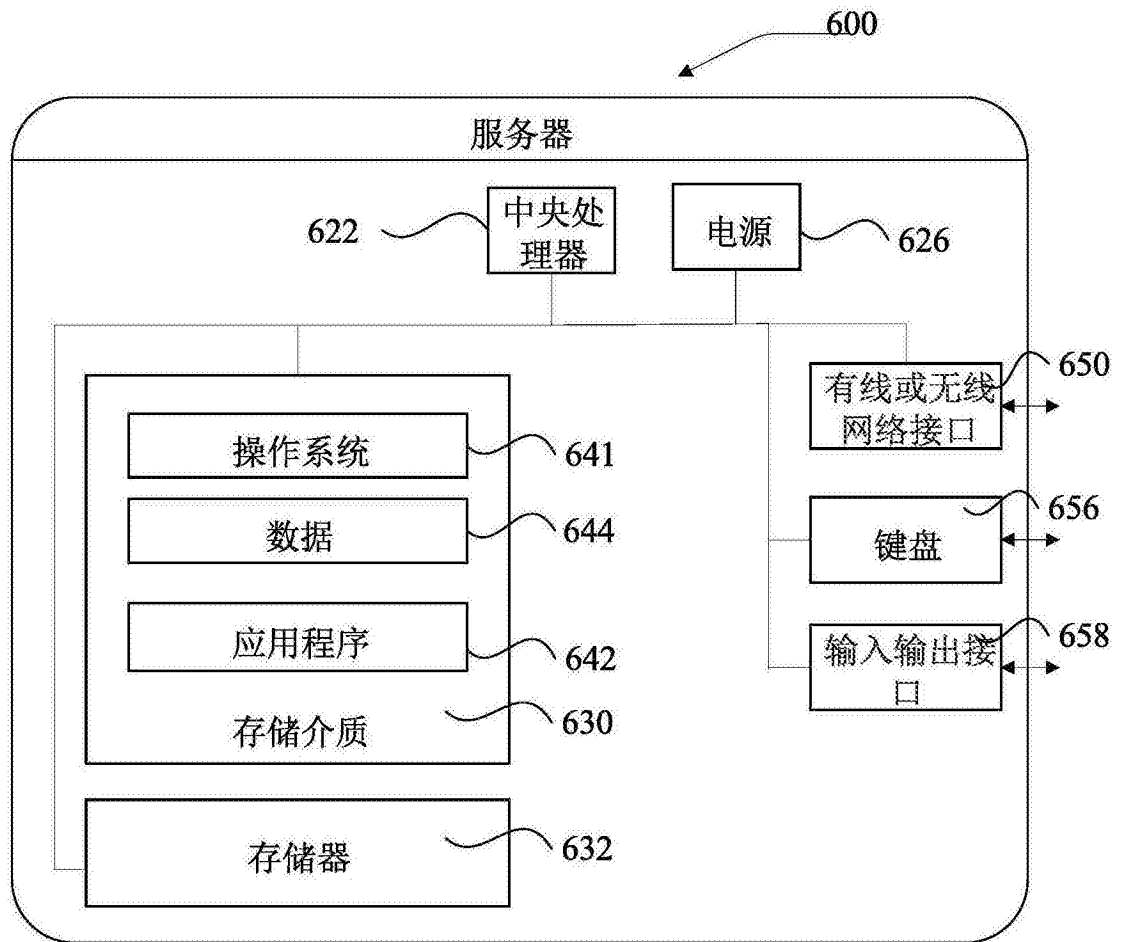 600
服务器
622
中央处
理器
电源
626
有线或无线
网络接口
650
操作系统
641
数据
644
键盘
656
应用程序
642
输入输出接
口
658
存储介质
630
存储器
632